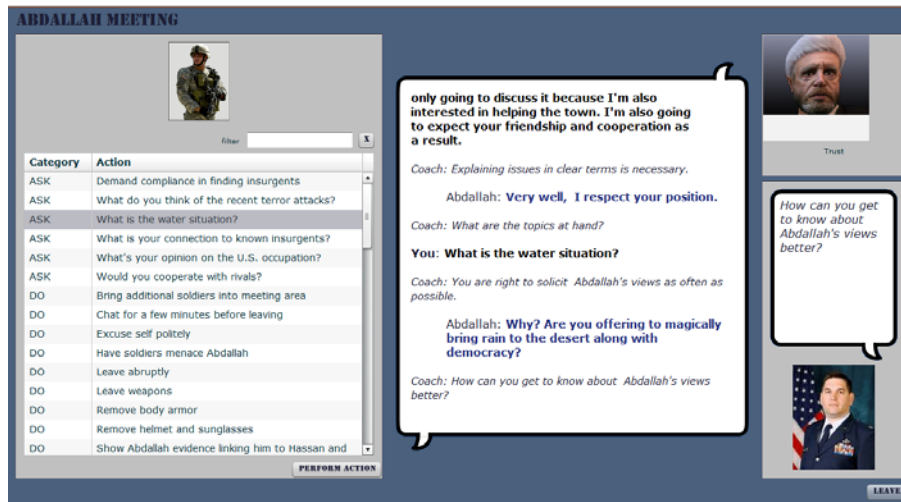 ABDALLAH MEETING
filter
X
Category Action
ASK Demand compliance in finding insurgents
ASK What do you think of the recent terror attacks?
ASK What is the water situation?
ASK What is your connection to known insurgents?
ASK What's your opinion on the U.S. occupation?
ASK Would you cooperate with rivals?
DO Bring additional soldiers into meeting area
DO Chat for a few minutes before leaving
DO Excuse self politely
DO Have soldiers menace Abdallah
DO Leave abruptly
DO Leave weapons
DO Remove body armor
DO Remove helmet and sunglasses
DO Show Abdallah evidence linking him to Hassan and
PERFORM ACTION
only going to discuss it because I'm also
interested in helping the town. I'm also going
to expect your friendship and cooperation as
a result.
Coach: Explaining issues in clear terms is necessary.
Abdallah: Very well, I respect your position.
Coach: What are the topics at hand?
You: What is the water situation?
Coach: You are right to solicit Abdallah's views as often as
possible.
Abdallah: Why? Are you offering to magically
bring rain to the desert along with
democracy?
Coach: How can you get to know about Abdallah's views
better?
Trust
How can you get
to know about
Abdallah's views
better?
LEAVE